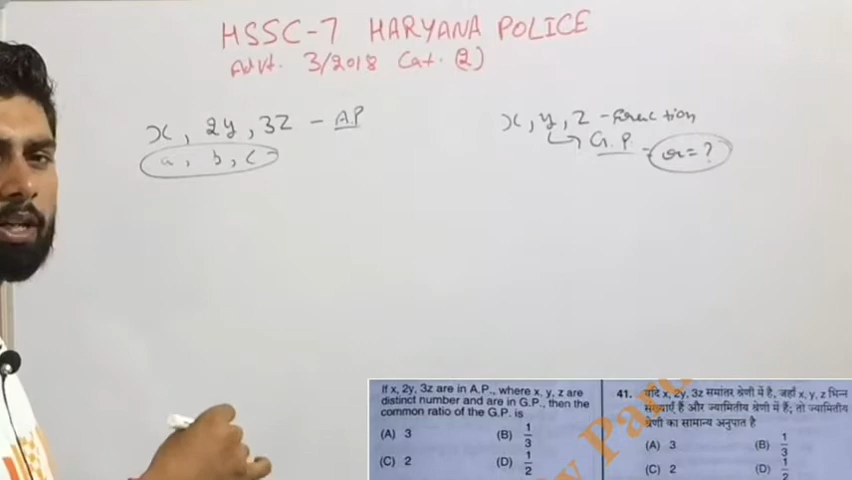 HSSC-7 HARYANA POLICE
Advt. 3/2018 Cat. (2)
x, 2y, 3z - A.P
a, b, c
x, y, z - Function
G.P. - r = ?
If x, 2y, 3z are in A.P., where x, y, z are
distinct number and are in G.P., then the
common ratio of the G.P. is
(A) 3 (B) 1/3
(C) 2 (D) 1/2
41. यदि x, 2y, 3z समांतर श्रेणी में है, जहाँ x, y, z भिन्न
संख्याएँ हैं और ज्यामितीय श्रेणी में हैं; तो ज्यामितीय
श्रेणी का सामान्य अनुपात है
(A) 3 (B) 1/3
(C) 2 (D) 1/2